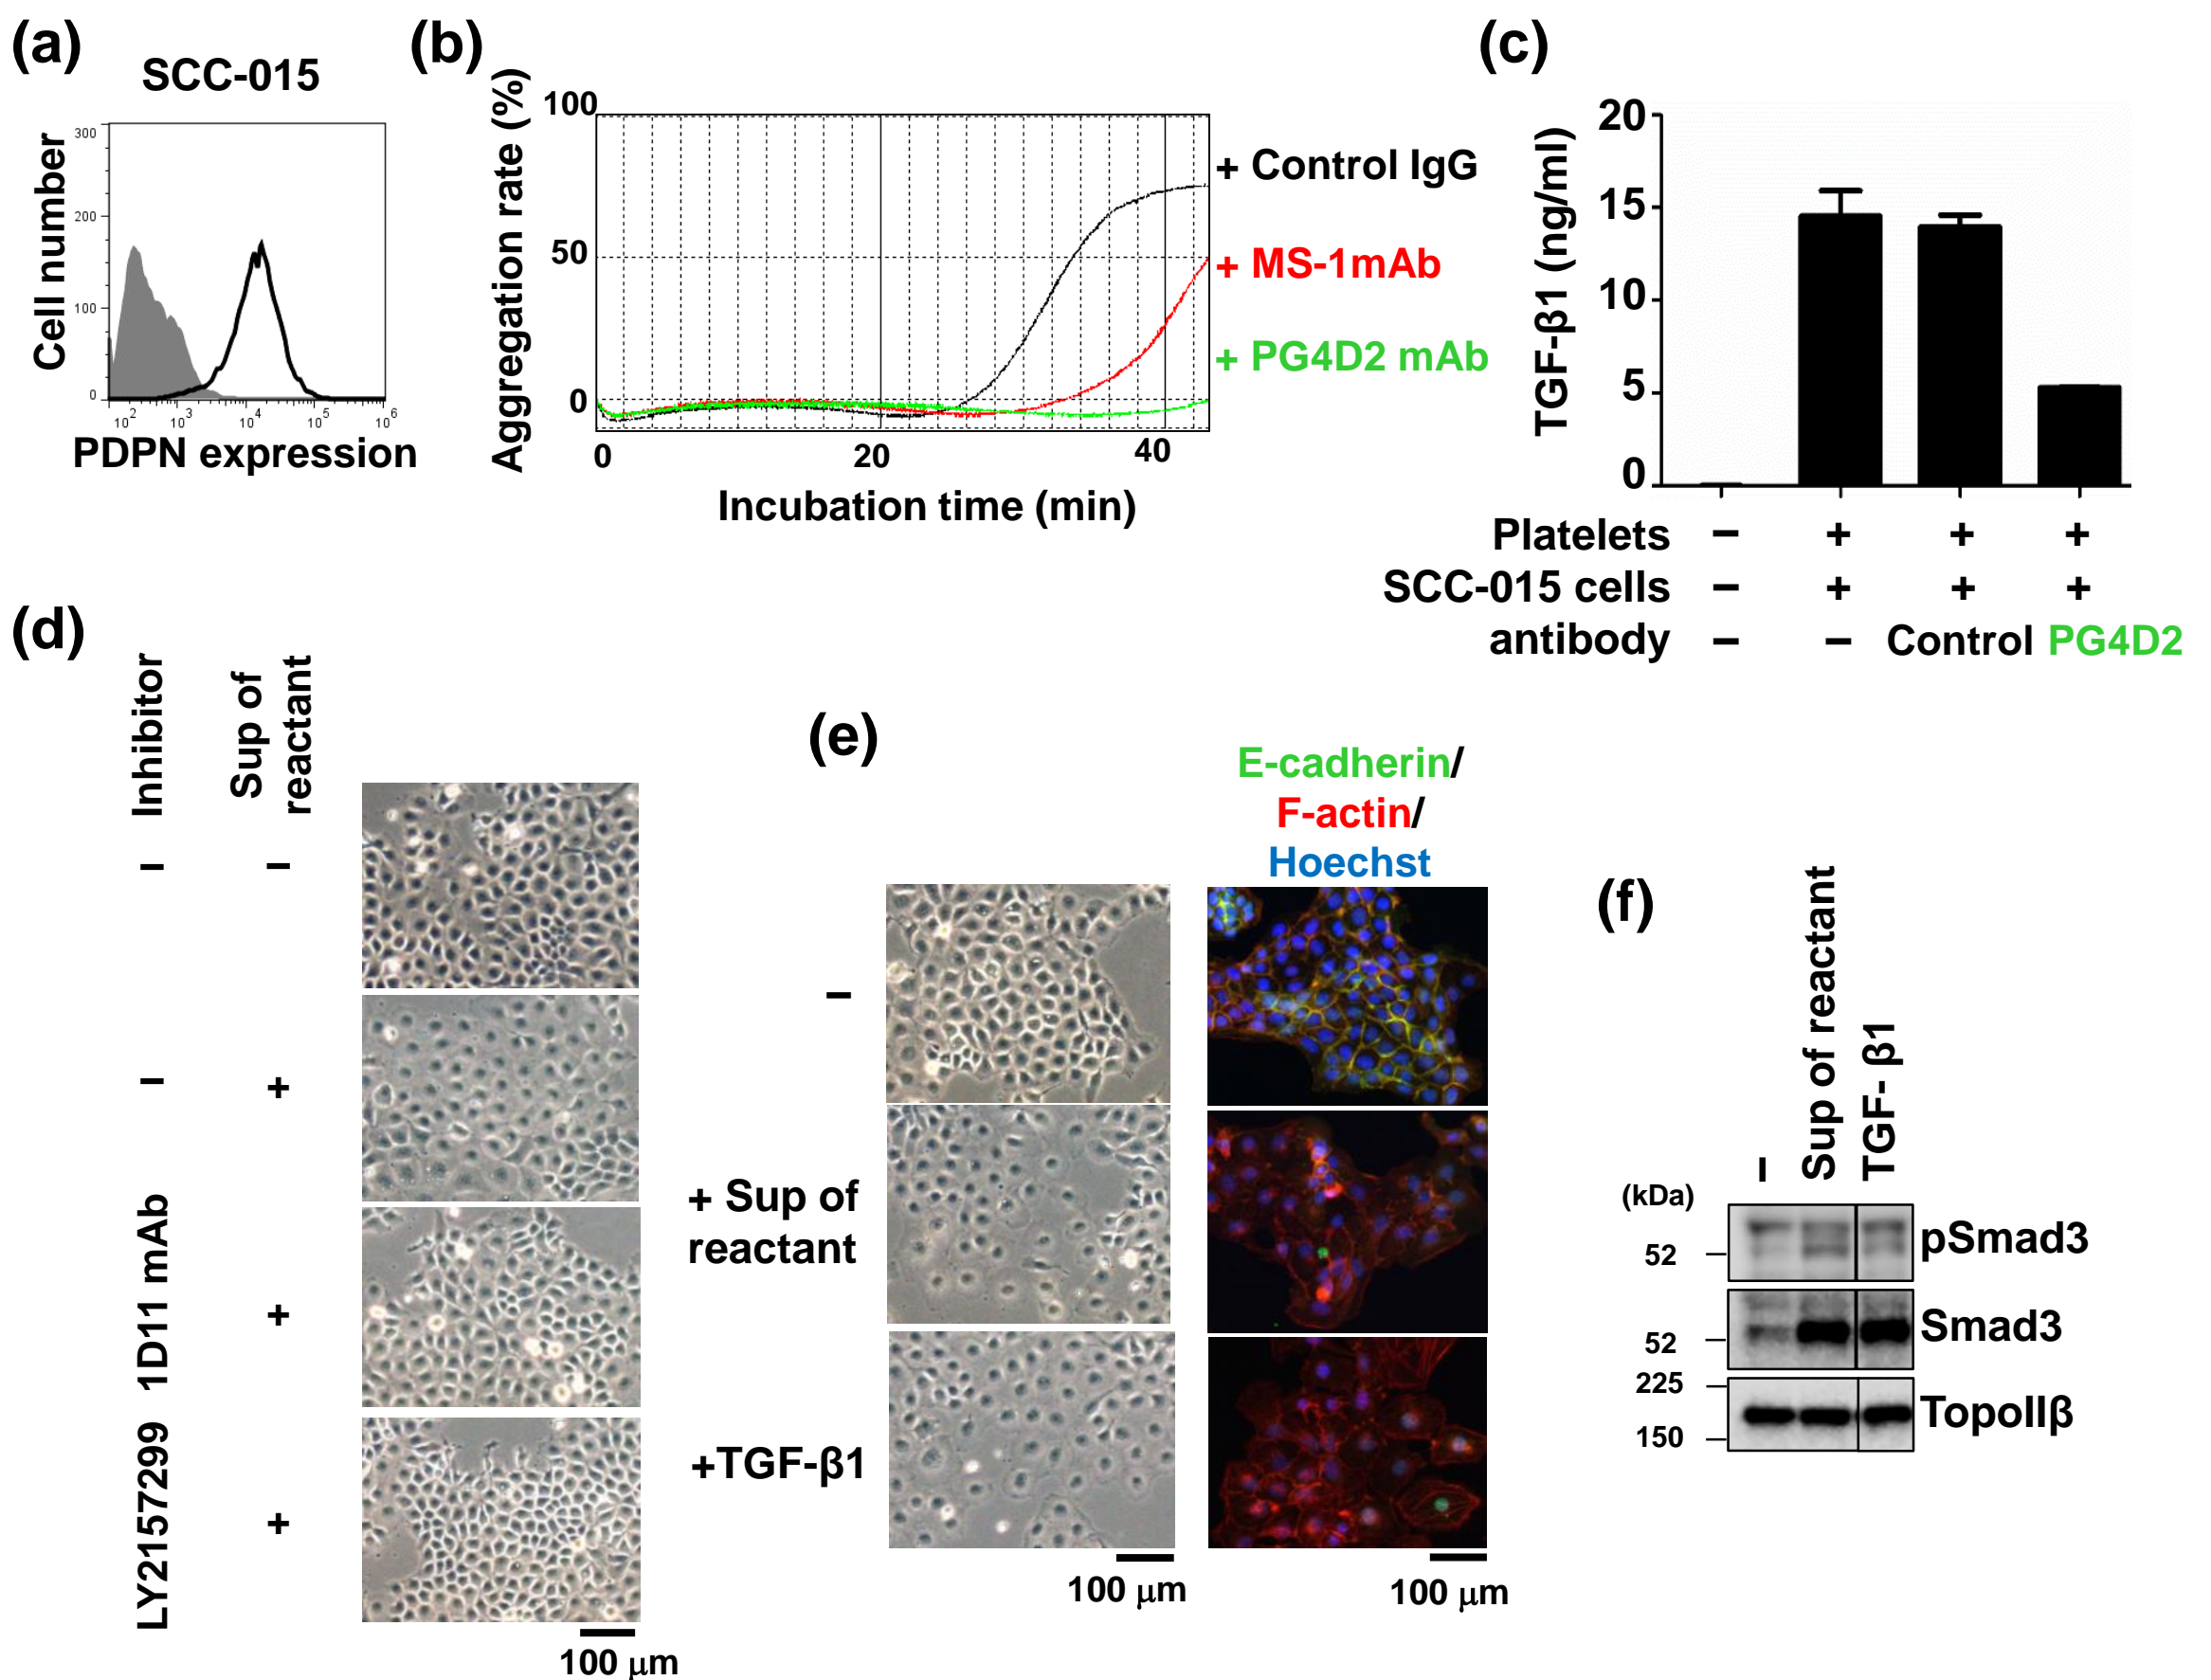 (a)
SCC-015
Cell number
300
200
100
0
10^2
10^3
10^4
10^5
10^6
PDPN expression
(b)
Aggregation rate (%)
100
50
0
0
20
40
Incubation time (min)
+ Control IgG
+ MS-1mAb
+ PG4D2 mAb
(c)
TGF-β1 (ng/ml)
20
15
10
5
0
Platelets − + + +
SCC-015 cells − + + +
antibody − − Control PG4D2
(d)
Inhibitor
Sup of
reactant
− −
− +
1D11 mAb +
LY2157299 +
100 μm
(e)
E-cadherin/
F-actin/
Hoechst
−
+ Sup of
reactant
+TGF-β1
100 μm
100 μm
(f)
−
Sup of reactant
TGF- β1
(kDa)
52
pSmad3
52
Smad3
225
150
TopoIIβ